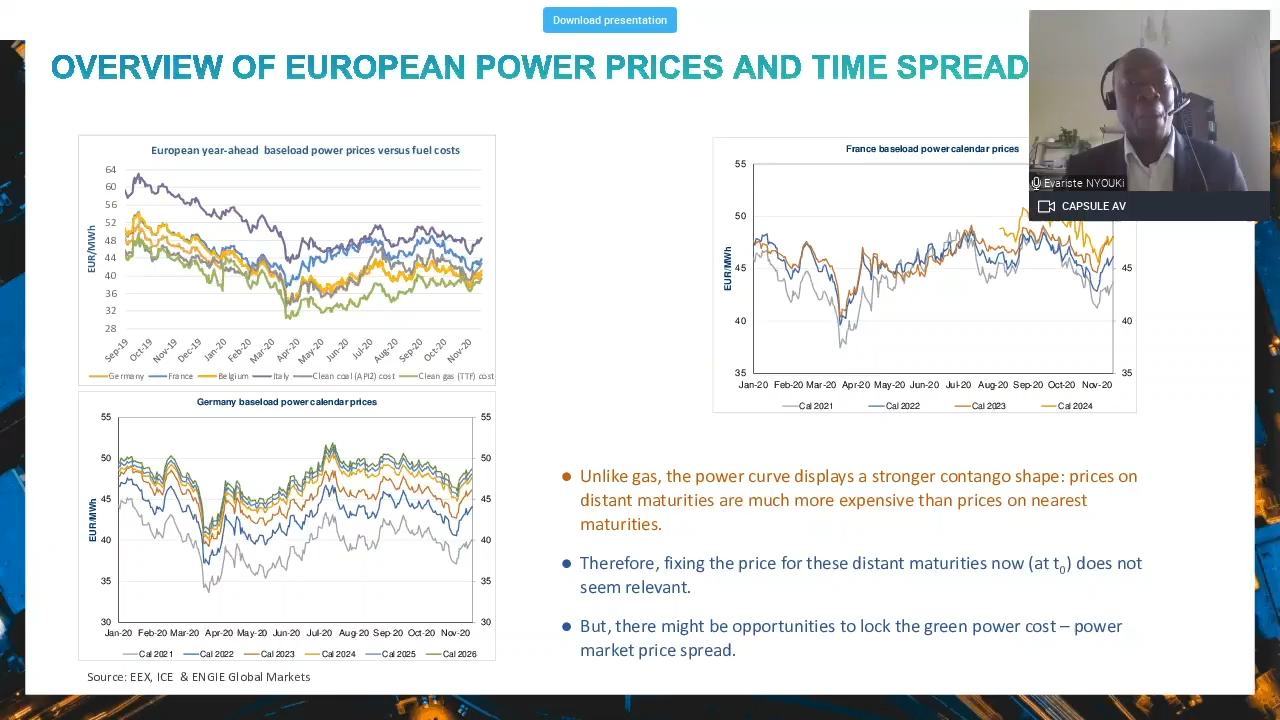 Download presentation
OVERVIEW OF EUROPEAN POWER PRICES AND TIME SPREAD
Evariste NYOUKi
CAPSULE AV
European year-ahead baseload power prices versus fuel costs
EUR/MWh
64
60
56
52
48
44
40
36
32
28
Sep-19 Oct-19 Nov-19 Dec-19 Jan-20 Feb-20 Mar-20 Apr-20 May-20 Jun-20 Jul-20 Aug-20 Sep-20 Oct-20 Nov-20
Germany France Belgium Italy Clean coal (API2) cost Clean gas (TTF) cost
France baseload power calendar prices
EUR/MWh
55
50
45 45
40 40
35 35
Jan-20 Feb-20 Mar-20 Apr-20 May-20 Jun-20 Jul-20 Aug-20 Sep-20 Oct-20 Nov-20
Cal 2021 Cal 2022 Cal 2023 Cal 2024
Germany baseload power calendar prices
EUR/MWh
55 55
50 50
45 45
40 40
35 35
30 30
Jan-20 Feb-20 Mar-20 Apr-20 May-20 Jun-20 Jul-20 Aug-20 Sep-20 Oct-20 Nov-20
Cal 2021 Cal 2022 Cal 2023 Cal 2024 Cal 2025 Cal 2026
Source: EEX, ICE & ENGIE Global Markets
● Unlike gas, the power curve displays a stronger contango shape: prices on
distant maturities are much more expensive than prices on nearest
maturities.
● Therefore, fixing the price for these distant maturities now (at t0) does not
seem relevant.
● But, there might be opportunities to lock the green power cost – power
market price spread.